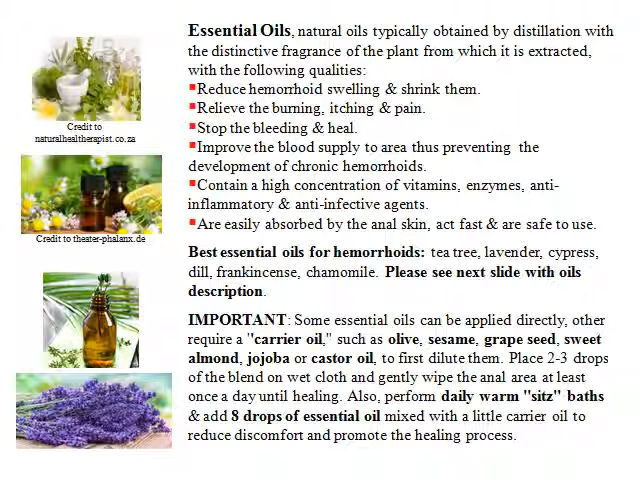 Essential Oils, natural oils typically obtained by distillation with
the distinctive fragrance of the plant from which it is extracted,
with the following qualities:
▪Reduce hemorrhoid swelling & shrink them.
▪Relieve the burning, itching & pain.
▪Stop the bleeding & heal.
▪Improve the blood supply to area thus preventing the
development of chronic hemorrhoids.
▪Contain a high concentration of vitamins, enzymes, anti-
inflammatory & anti-infective agents.
▪Are easily absorbed by the anal skin, act fast & are safe to use.
Best essential oils for hemorrhoids: tea tree, lavender, cypress,
dill, frankincense, chamomile. Please see next slide with oils
description.
IMPORTANT: Some essential oils can be applied directly, other
require a "carrier oil," such as olive, sesame, grape seed, sweet
almond, jojoba or castor oil, to first dilute them. Place 2-3 drops
of the blend on wet cloth and gently wipe the anal area at least
once a day until healing. Also, perform daily warm "sitz" baths
& add 8 drops of essential oil mixed with a little carrier oil to
reduce discomfort and promote the healing process.
Credit to
naturalhealtherapist.co.za
Credit to theater-phalanx.de